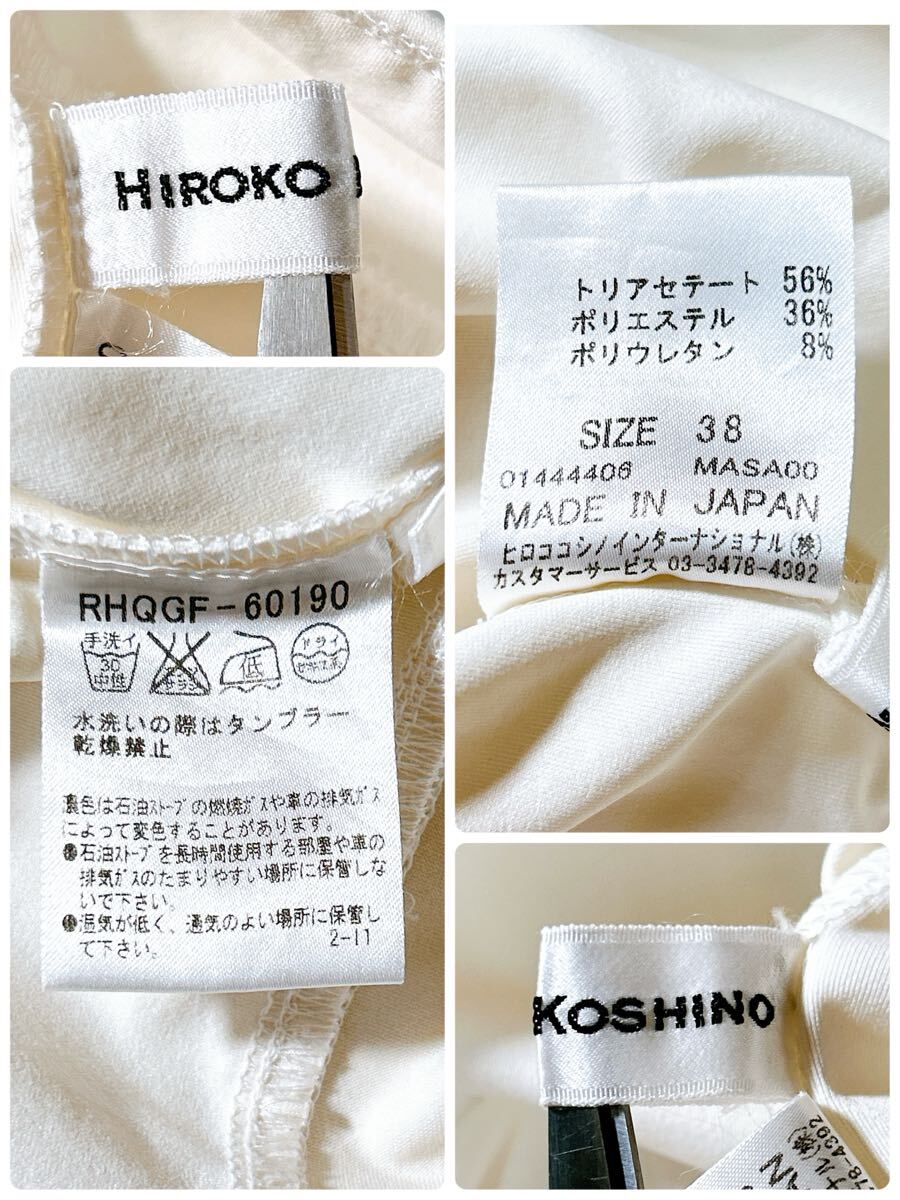 HIROKO
トリアセテート 56%
ポリエステル 36%
ポリウレタン 8%
SIZE 38
01444406 MASA00
MADE IN JAPAN
ヒロココシノインターナショナル(株)
カスタマーサービス 03-3478-4392
RHQGF-60190
手洗イ
30
中性
低
ドライ
水洗いの際はタンブラー
乾燥禁止
濃色は石油ストーブの燃焼ガスや車の排気ガス
によって変色することがあります。
石油ストーブを長時間使用する部屋や車の
排気ガスのたまりやすい場所に保管しな
いで下さい。
湿気が低く、通気のよい場所に保管し
て下さい。 2-11
KOSHINO